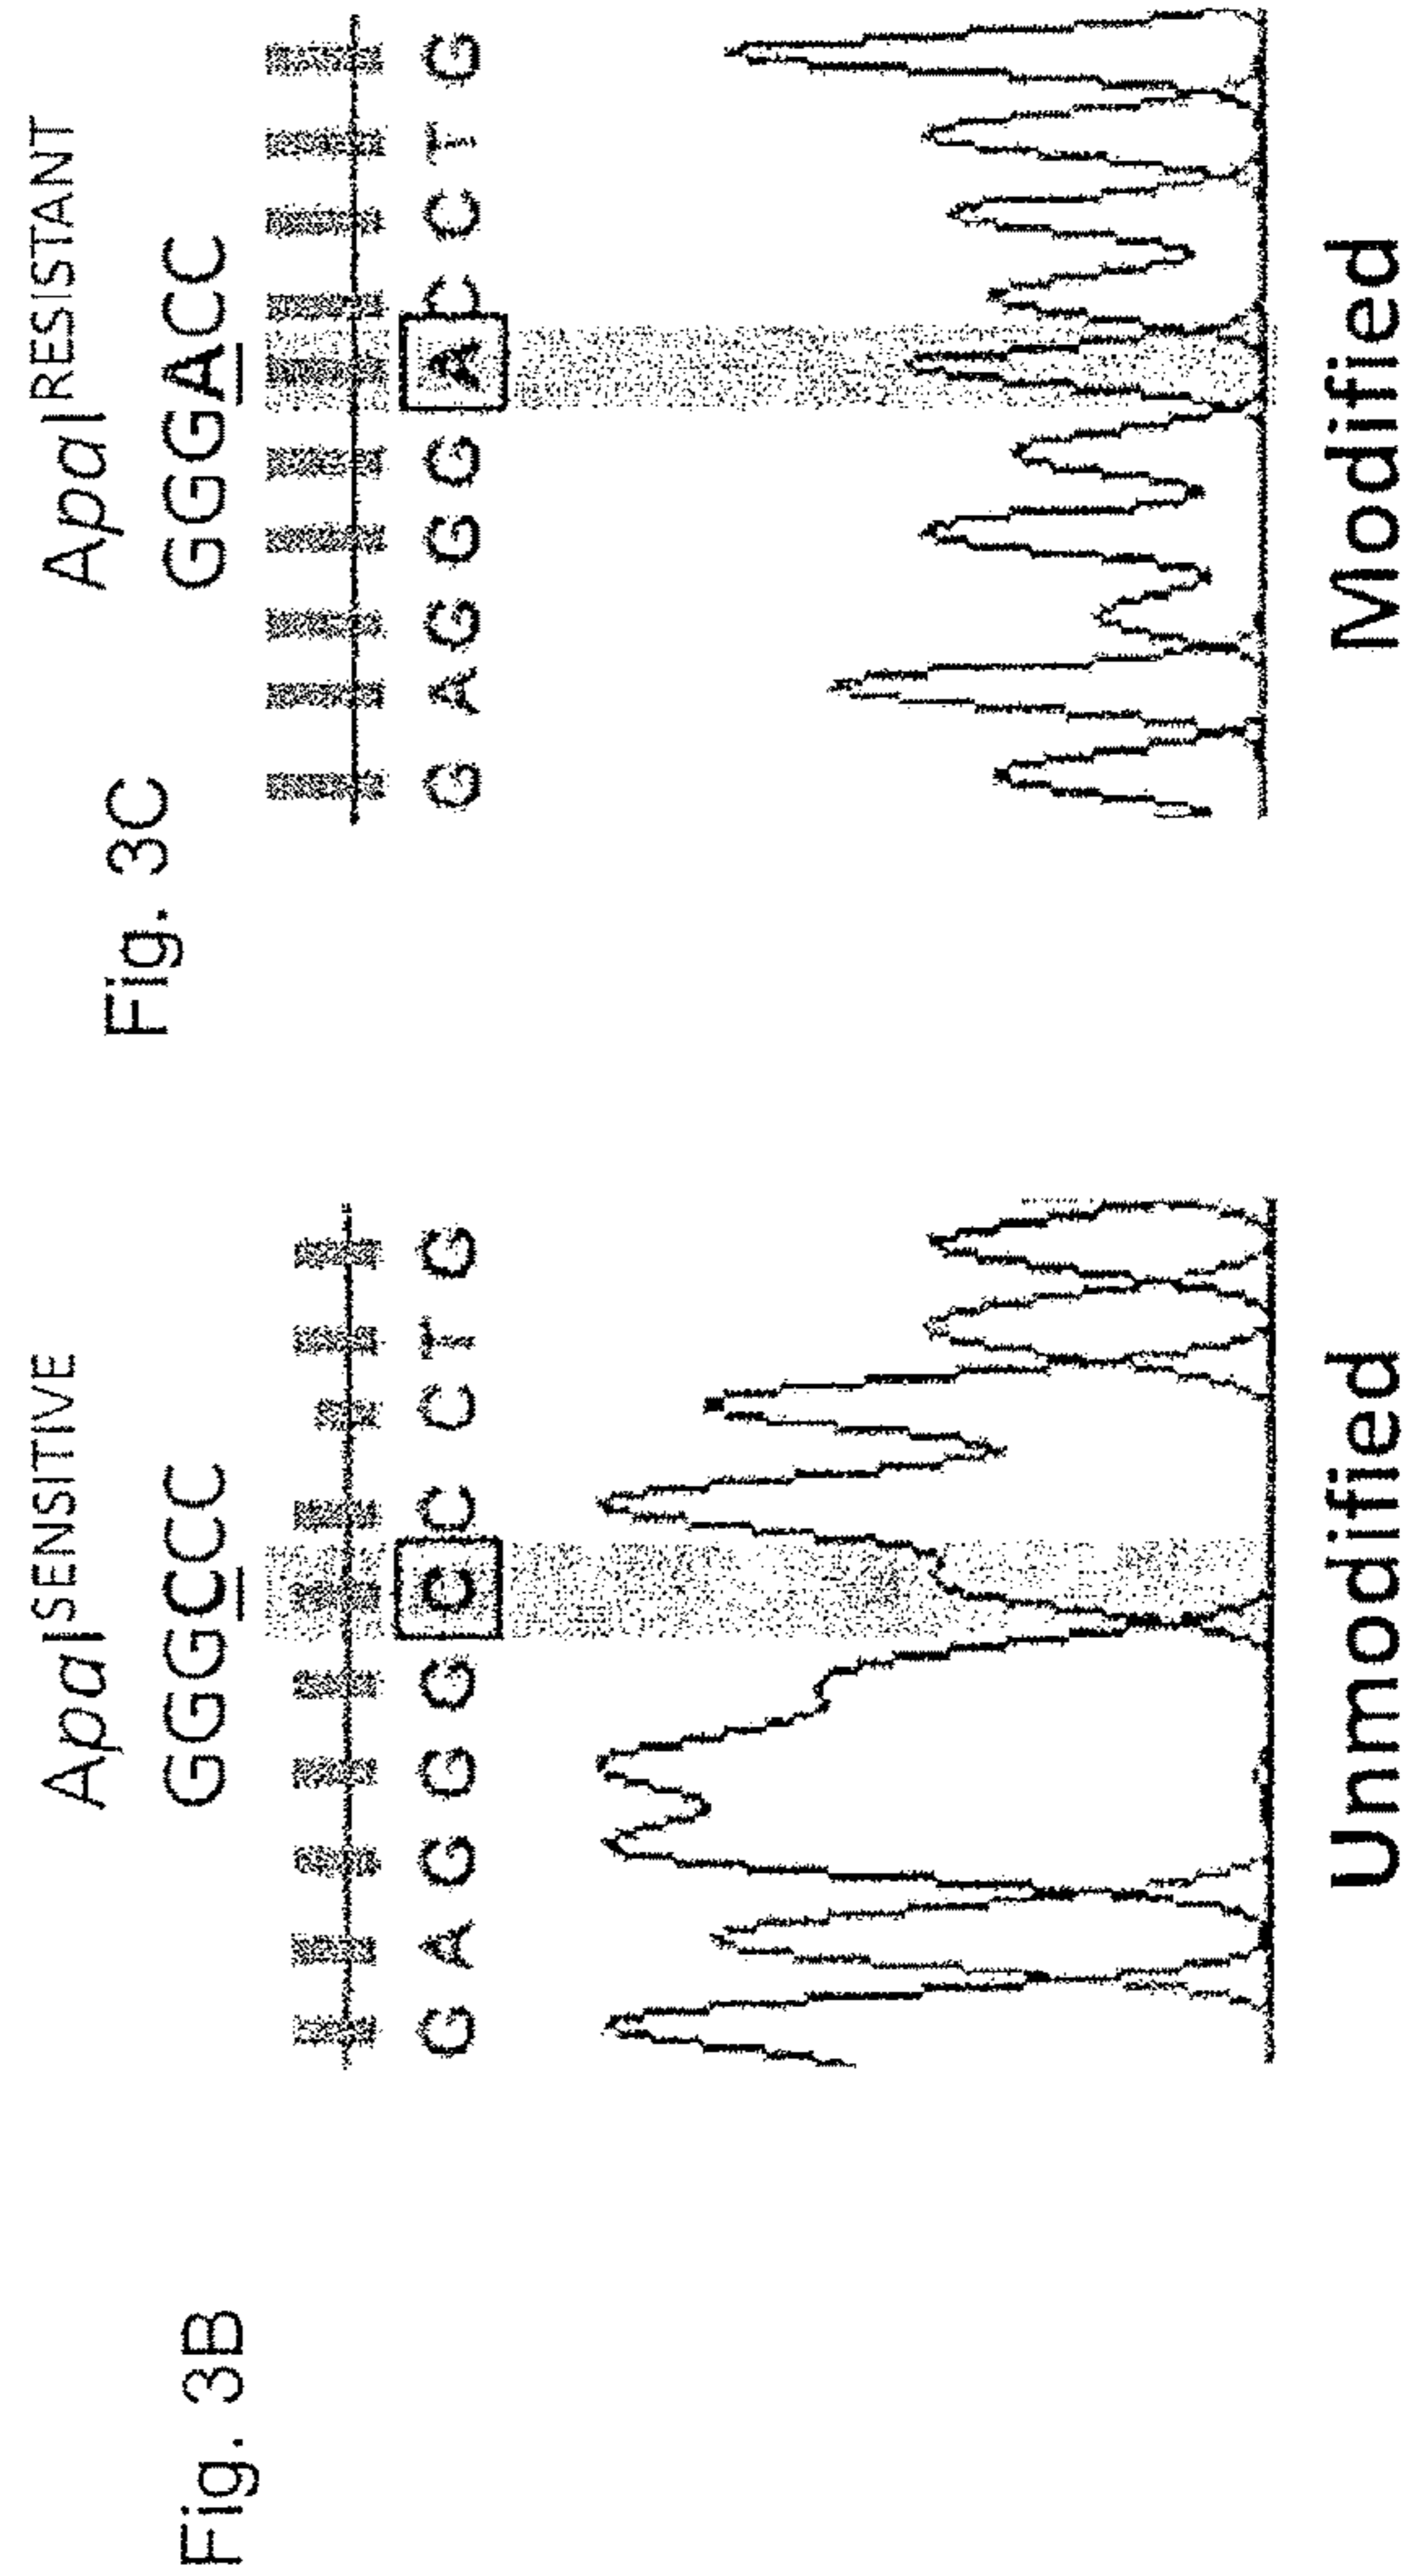 Fig. 3B
ApaI SENSITIVE
GGGCCC
G A G G G C C C T G
Unmodified
Fig. 3C
ApaI RESISTANT
GGGACC
G A G G G A C C T G
Modified